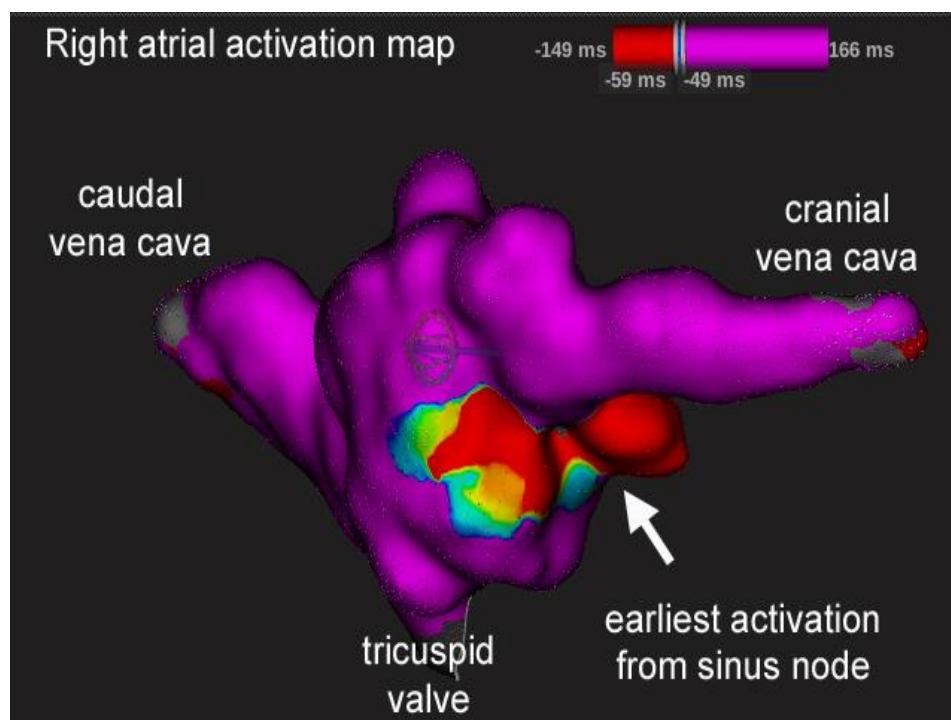 Right atrial activation map
-149 ms
166 ms
-59 ms
-49 ms
caudal
vena cava
cranial
vena cava
tricuspid
valve
earliest activation
from sinus node